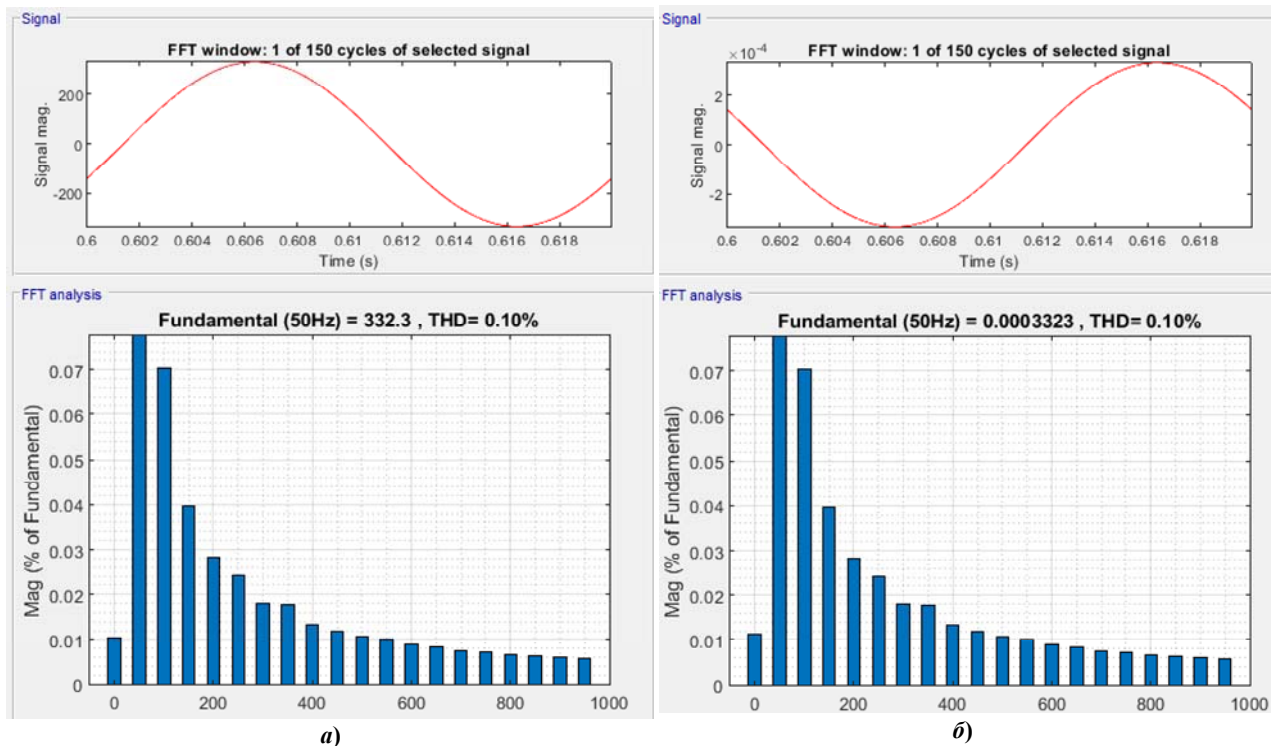 Signal
FFT window: 1 of 150 cycles of selected signal
200
0
-200
Signal mag.
0.6 0.602 0.604 0.606 0.608 0.61 0.612 0.614 0.616 0.618
Time (s)
FFT analysis
Fundamental (50Hz) = 332.3 , THD= 0.10%
0.07
0.06
0.05
0.04
0.03
0.02
0.01
0
Mag (% of Fundamental)
0 200 400 600 800 1000
а)
Signal
FFT window: 1 of 150 cycles of selected signal
×10⁻⁴
2
0
-2
Signal mag.
0.6 0.602 0.604 0.606 0.608 0.61 0.612 0.614 0.616 0.618
Time (s)
FFT analysis
Fundamental (50Hz) = 0.0003323 , THD= 0.10%
0.07
0.06
0.05
0.04
0.03
0.02
0.01
0
Mag (% of Fundamental)
0 200 400 600 800 1000
б)